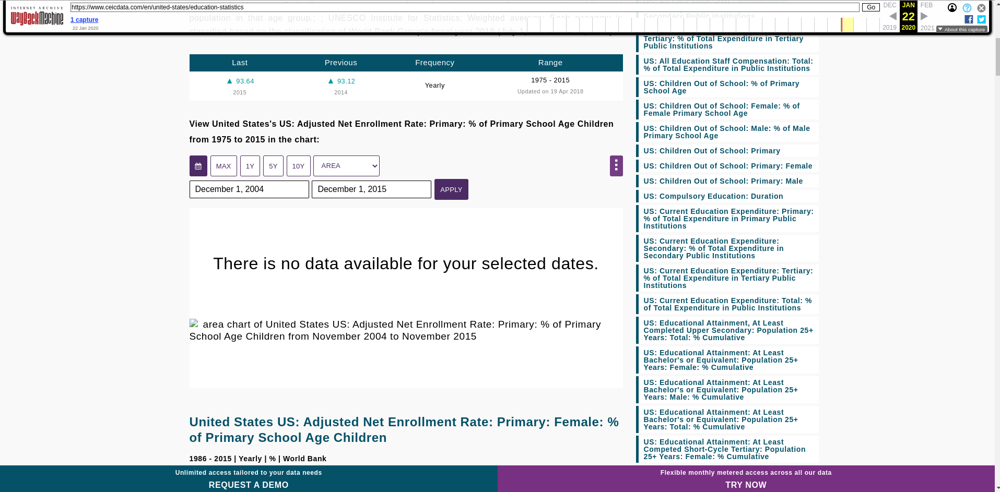 INTERNET ARCHIVE
WayBackMachine
https://www.ceicdata.com/en/united-states/education-statistics
Go
1 capture
22 Jan 2020
DEC
JAN
FEB
22
2019
2020
2021
About this capture
population in that age group.; ; UNESCO Institute for Statistics; Weighted average; Each economy is
classified based on the classification of World Bank Group's fiscal year 2018 (July 1,
Last
Previous
Frequency
Range
▲ 93.64
2015
▲ 93.12
2014
Yearly
1975 - 2015
Updated on 19 Apr 2018
View United States's US: Adjusted Net Enrollment Rate: Primary: % of Primary School Age Children
from 1975 to 2015 in the chart:
MAX
1Y
5Y
10Y
AREA
December 1, 2004
December 1, 2015
APPLY
There is no data available for your selected dates.
area chart of United States US: Adjusted Net Enrollment Rate: Primary: % of Primary
School Age Children from November 2004 to November 2015
United States US: Adjusted Net Enrollment Rate: Primary: Female: %
of Primary School Age Children
1986 - 2015 | Yearly | % | World Bank
US: All Education Staff Compensation:
Secondary Public Institutions
Tertiary: % of Total Expenditure in Tertiary
Public Institutions
US: All Education Staff Compensation: Total:
% of Total Expenditure in Public Institutions
US: Children Out of School: % of Primary
School Age
US: Children Out of School: Female: % of
Female Primary School Age
US: Children Out of School: Male: % of Male
Primary School Age
US: Children Out of School: Primary
US: Children Out of School: Primary: Female
US: Children Out of School: Primary: Male
US: Compulsory Education: Duration
US: Current Education Expenditure: Primary:
% of Total Expenditure in Primary Public
Institutions
US: Current Education Expenditure:
Secondary: % of Total Expenditure in
Secondary Public Institutions
US: Current Education Expenditure: Tertiary:
% of Total Expenditure in Tertiary Public
Institutions
US: Current Education Expenditure: Total: %
of Total Expenditure in Public Institutions
US: Educational Attainment, At Least
Completed Upper Secondary: Population 25+
Years: Total: % Cumulative
US: Educational Attainment: At Least
Bachelor's or Equivalent: Population 25+
Years: Female: % Cumulative
US: Educational Attainment: At Least
Bachelor's or Equivalent: Population 25+
Years: Male: % Cumulative
US: Educational Attainment: At Least
Bachelor's or Equivalent: Population 25+
Years: Total: % Cumulative
US: Educational Attainment: At Least
Competed Short-Cycle Tertiary: Population
25+ Years: Female: % Cumulative
Unlimited access tailored to your data needs
REQUEST A DEMO
Flexible monthly metered access across all our data
TRY NOW